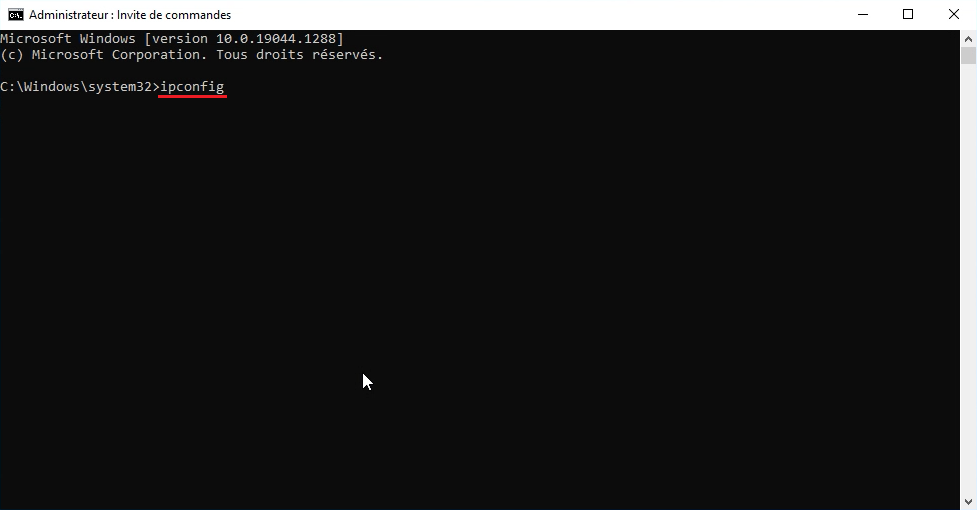 Administrateur : Invite de commandes
Microsoft Windows [version 10.0.19044.1288]
(c) Microsoft Corporation. Tous droits réservés.
C:\Windows\system32>ipconfig